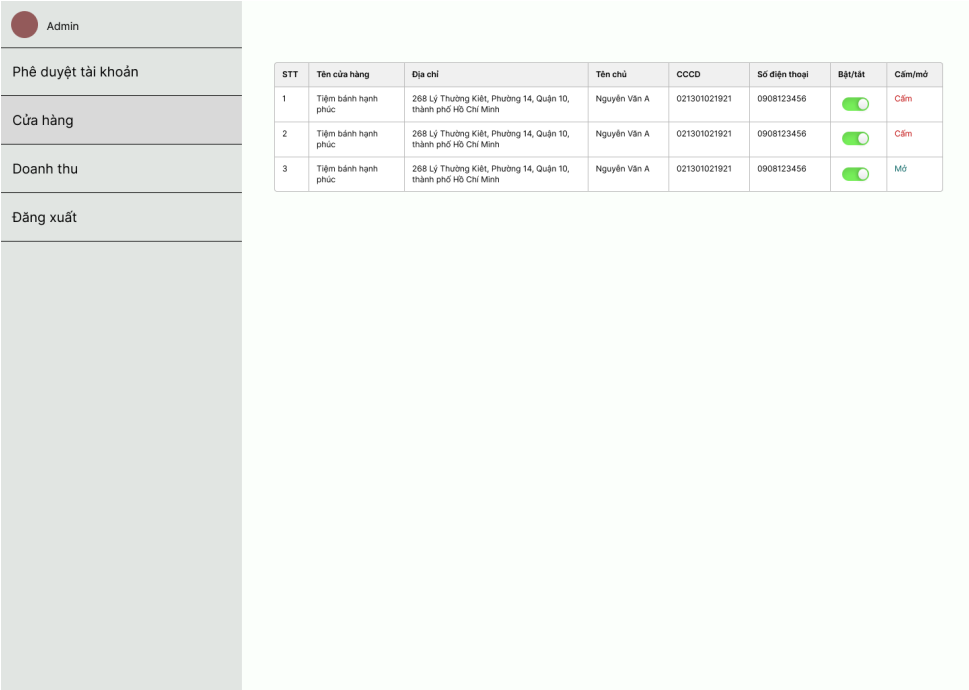 Admin
Phê duyệt tài khoản
Cửa hàng
Doanh thu
Đăng xuất
STT Tên cửa hàng Địa chỉ Tên chủ CCCD Số điện thoại Bật/tắt Cấm/mở
1 Tiệm bánh hạnh 268 Lý Thường Kiêt, Phường 14, Quận 10, Nguyễn Văn A 021301021921 0908123456 Cấm
phúc thành phố Hồ Chí Minh
2 Tiệm bánh hạnh 268 Lý Thường Kiêt, Phường 14, Quận 10, Nguyễn Văn A 021301021921 0908123456 Cấm
phúc thành phố Hồ Chí Minh
3 Tiệm bánh hạnh 268 Lý Thường Kiêt, Phường 14, Quận 10, Nguyễn Văn A 021301021921 0908123456 Mở
phúc thành phố Hồ Chí Minh